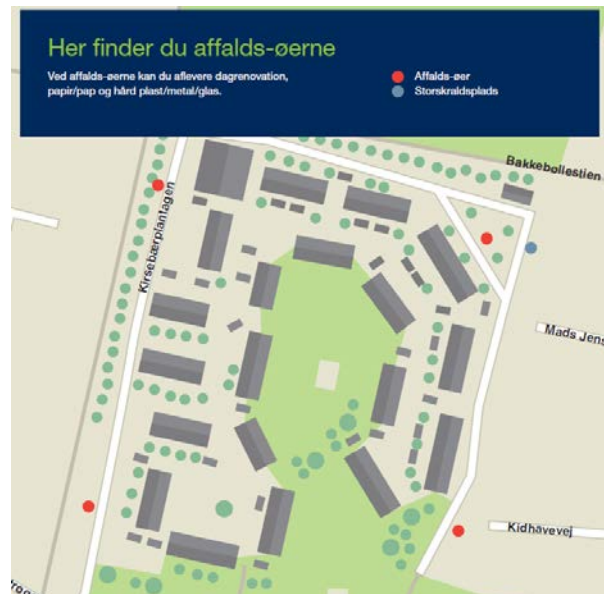 Her finder du affalds-øerne
Ved affalds-øerne kan du aflevere dagrenovation,
papir/pap og hård plast/metal/glas.
Affalds-øer
Storskraldsplads
Bakkebøllestien
Kirsebærplantagen
Mads Jens
Kidhavevej